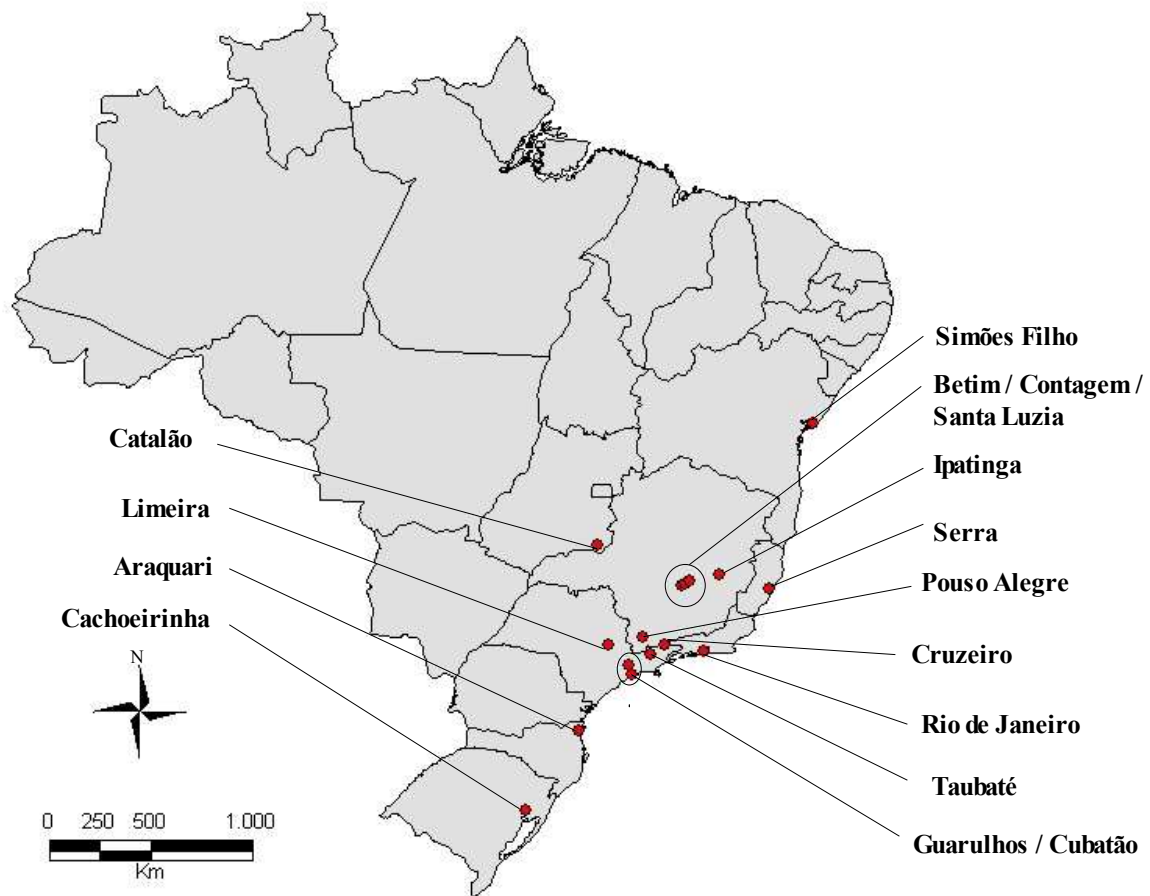 Simões Filho
Betim / Contagem /
Santa Luzia
Catalão
Ipatinga
Limeira
Serra
Araquari
Pouso Alegre
Cachoeirinha
Cruzeiro
N
Rio de Janeiro
Taubaté
0 250 500 1.000
Guarulhos / Cubatão
Km